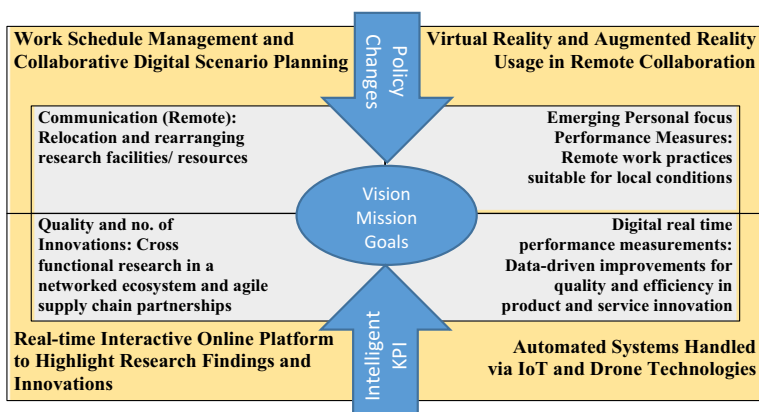 Work Schedule Management and
Collaborative Digital Scenario Planning
Policy
Changes
Virtual Reality and Augmented Reality
Usage in Remote Collaboration
Communication (Remote):
Relocation and rearranging
research facilities/ resources
Emerging Personal focus
Performance Measures:
Remote work practices
suitable for local conditions
Vision
Mission
Goals
Quality and no. of
Innovations: Cross
functional research in a
networked ecosystem and agile
supply chain partnerships
Digital real time
performance measurements:
Data-driven improvements for
quality and efficiency in
product and service innovation
Real-time Interactive Online Platform
to Highlight Research Findings and
Innovations
Intelligent
KPI
Automated Systems Handled
via IoT and Drone Technologies